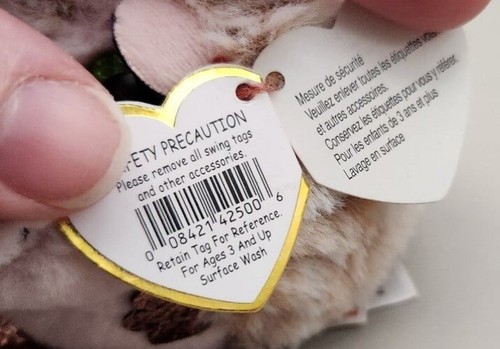 PRECAUTION
Please remove all swing tags
and other accessories.
0 08421 42500 6
Retain Tag For Reference.
For Ages 3 And Up
Surface Wash
Mesure de sécurité
Veuillez enlever toutes les étiquettes
et autres accessoires.
Conservez les étiquettes pour vous y référer.
Pour les enfants de 3 ans et plus
Lavage en surface